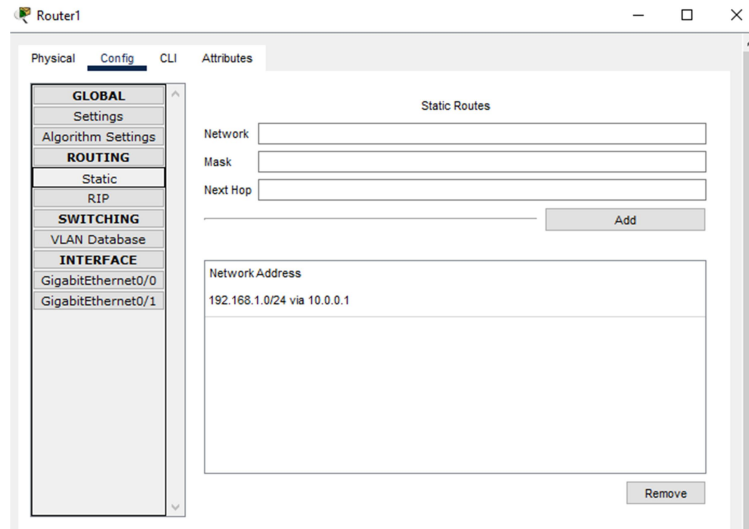 Router1
Physical Config CLI Attributes
GLOBAL
Settings
Algorithm Settings
ROUTING
Static
RIP
SWITCHING
VLAN Database
INTERFACE
GigabitEthernet0/0
GigabitEthernet0/1
Static Routes
Network
Mask
Next Hop
Add
Network Address
192.168.1.0/24 via 10.0.0.1
Remove